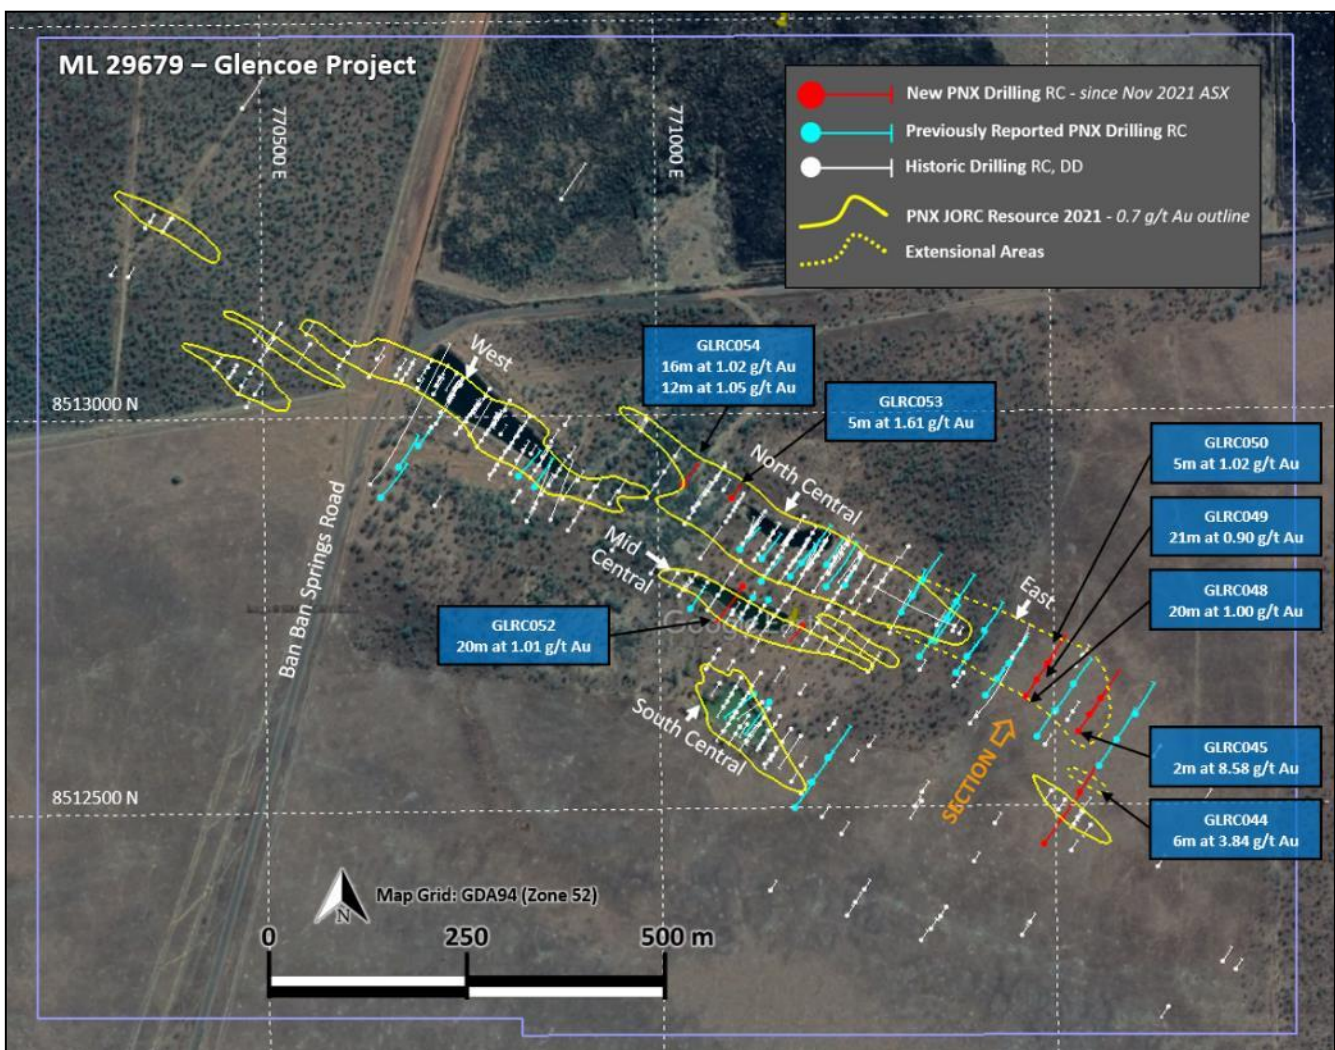 ML 29679 – Glencoe Project
New PNX Drilling RC - since Nov 2021 ASX
Previously Reported PNX Drilling RC
Historic Drilling RC, DD
PNX JORC Resource 2021 - 0.7 g/t Au outline
Extensional Areas
770500 E
771000 E
8513000 N
8512500 N
West
GLRC054
16m at 1.02 g/t Au
12m at 1.05 g/t Au
GLRC053
5m at 1.61 g/t Au
North Central
GLRC050
5m at 1.02 g/t Au
GLRC049
21m at 0.90 g/t Au
GLRC048
20m at 1.00 g/t Au
Ban Ban Springs Road
Mid
Central
East
GLRC052
20m at 1.01 g/t Au
South Central
SECTION
GLRC045
2m at 8.58 g/t Au
GLRC044
6m at 3.84 g/t Au
N
Map Grid: GDA94 (Zone 52)
0 250 500 m